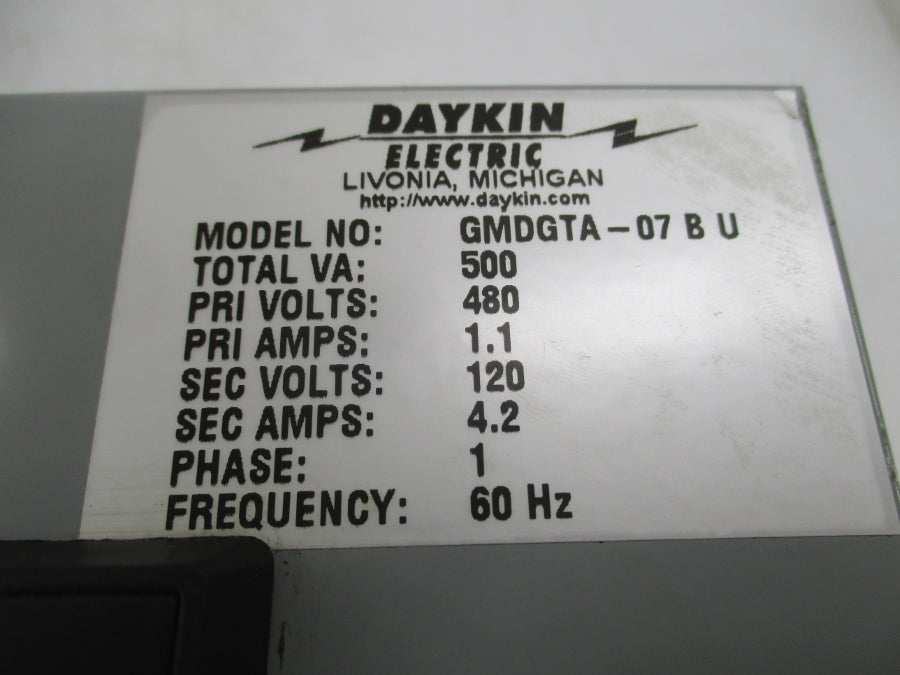 DAYKIN
ELECTRIC
LIVONIA, MICHIGAN
http://www.daykin.com
MODEL NO: GMDGTA-07 B U
TOTAL VA: 500
PRI VOLTS: 480
PRI AMPS: 1.1
SEC VOLTS: 120
SEC AMPS: 4.2
PHASE: 1
FREQUENCY: 60 Hz